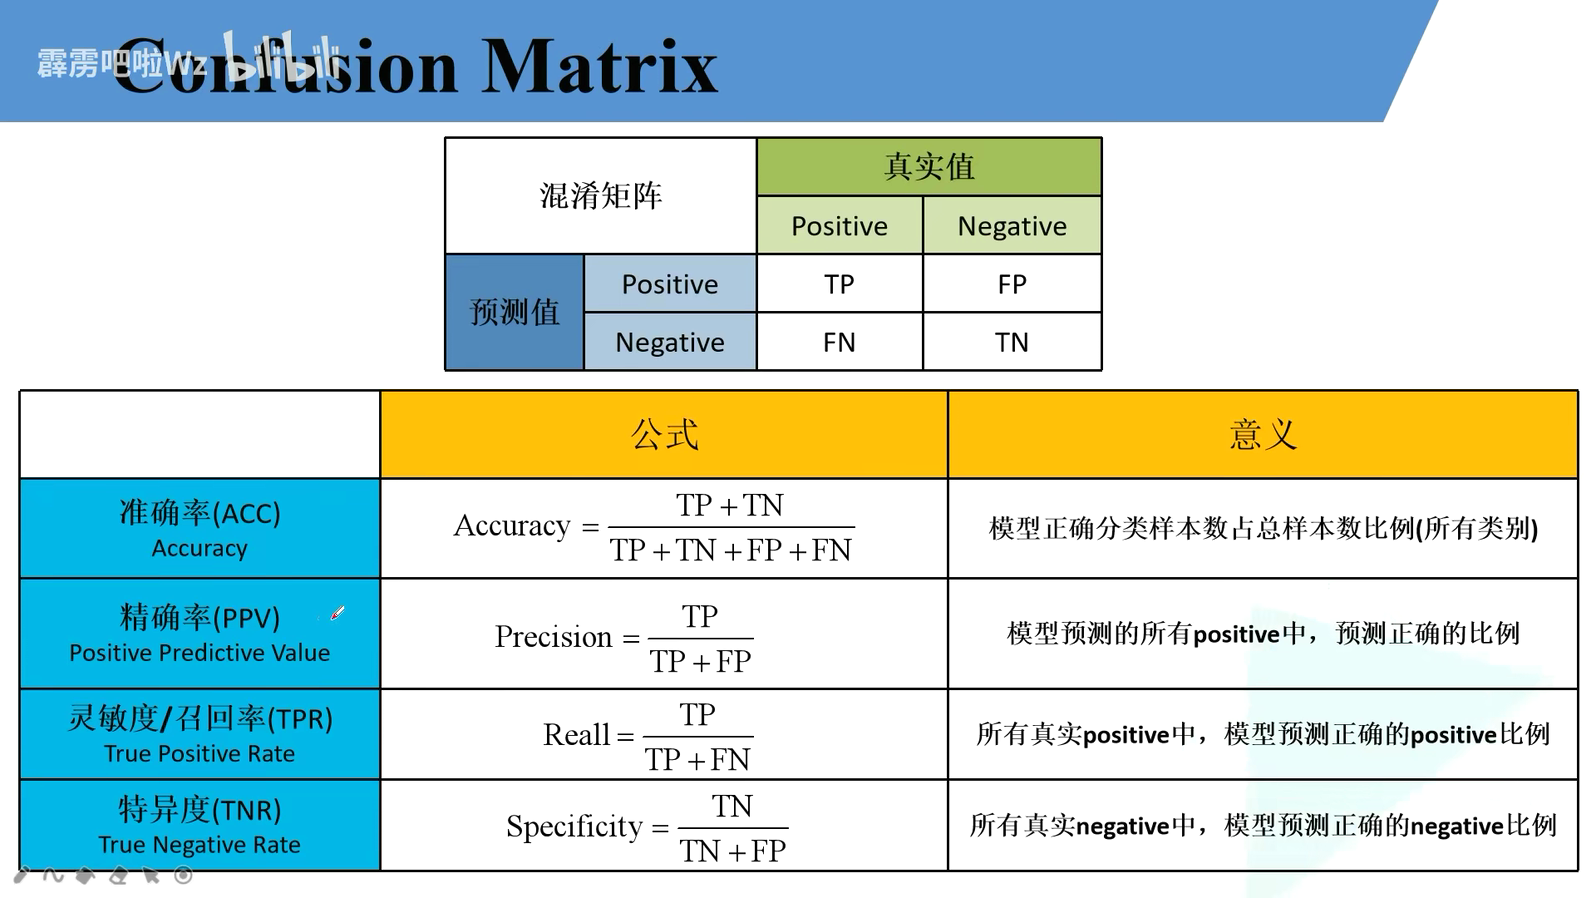 霹雳吧啦Wz bilibili
Confusion Matrix
混淆矩阵
真实值
Positive
Negative
预测值
Positive
TP
FP
Negative
FN
TN
公式
意义
准确率(ACC)
Accuracy
Accuracy = TP + TN / TP + TN + FP + FN
模型正确分类样本数占总样本数比例(所有类别)
精确率(PPV)
Positive Predictive Value
Precision = TP / TP + FP
模型预测的所有positive中，预测正确的比例
灵敏度/召回率(TPR)
True Positive Rate
Reall = TP / TP + FN
所有真实positive中，模型预测正确的positive比例
特异度(TNR)
True Negative Rate
Specificity = TN / TN + FP
所有真实negative中，模型预测正确的negative比例